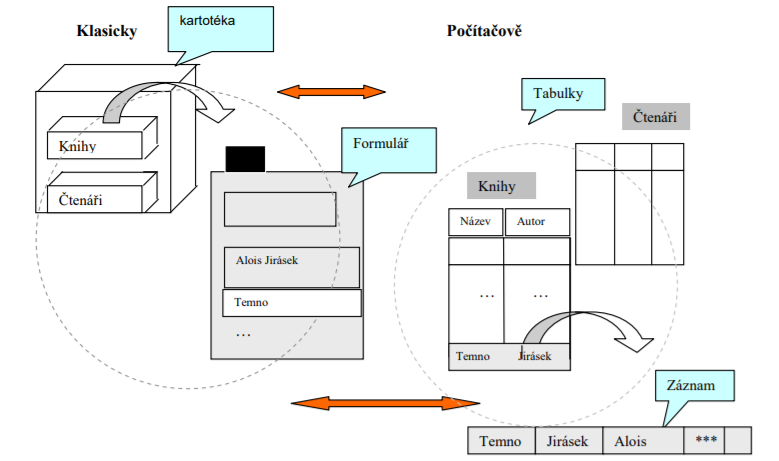 Klasicky
kartotéka
Počítačově
Knihy
Čtenáři
Formulář
Alois Jirásek
Temno
…
Tabulky
Čtenáři
Knihy
Název Autor
… …
Temno Jirásek
Záznam
Temno Jirásek Alois ***